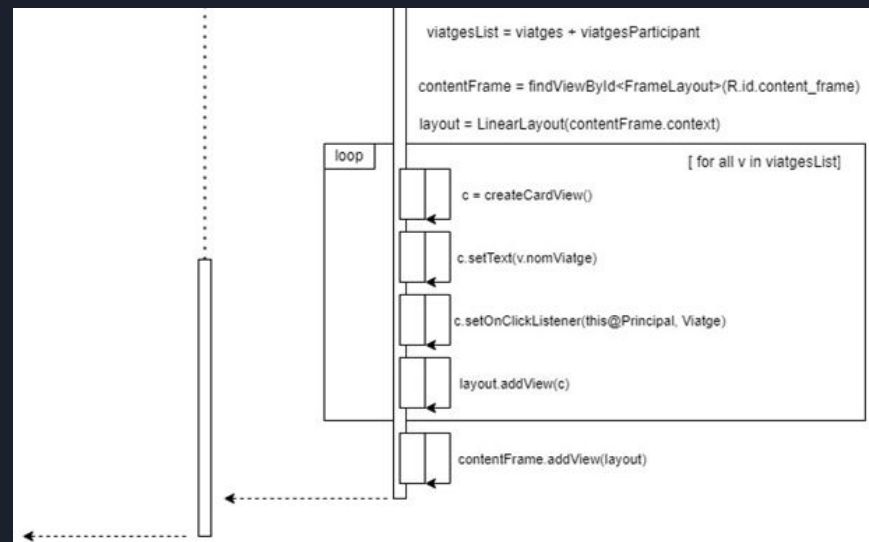 viatgesList = viatges + viatgesParticipant
contentFrame = findViewById<FrameLayout>(R.id.content_frame)
layout = LinearLayout(contentFrame.context)
loop
[ for all v in viatgesList]
c = createCardView()
c.setText(v.nomViatge)
c.setOnClickListener(this@Principal, Viatge)
layout.addView(c)
contentFrame.addView(layout)